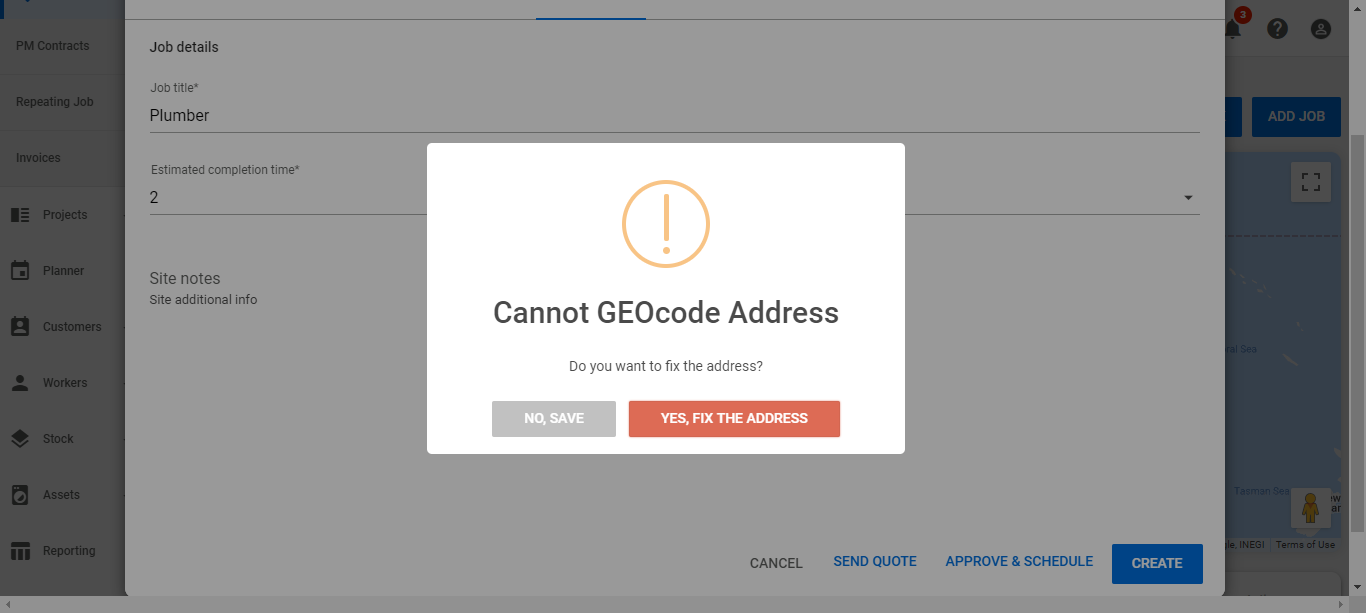 3
PM Contracts
Repeating Job
Invoices
Projects
Planner
Customers
Workers
Stock
Assets
Reporting
Job details
Job title*
Plumber
Estimated completion time*
2
Site notes
Site additional info
Cannot GEOcode Address
Do you want to fix the address?
NO, SAVE
YES, FIX THE ADDRESS
CANCEL
SEND QUOTE
APPROVE & SCHEDULE
CREATE
ADD JOB
Sea
Tasman Sea
INEGI
Terms of Use